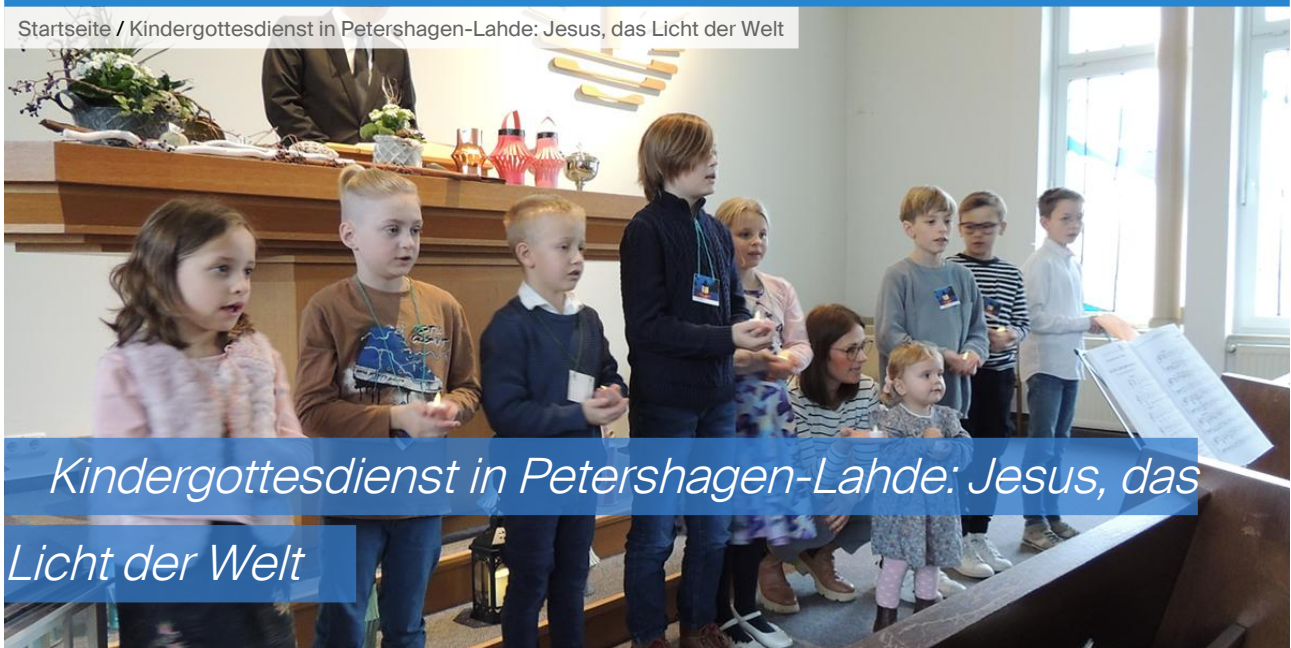 Startseite / Kindergottesdienst in Petershagen-Lahde: Jesus, das Licht der Welt
Kindergottesdienst in Petershagen-Lahde: Jesus, das
Licht der Welt